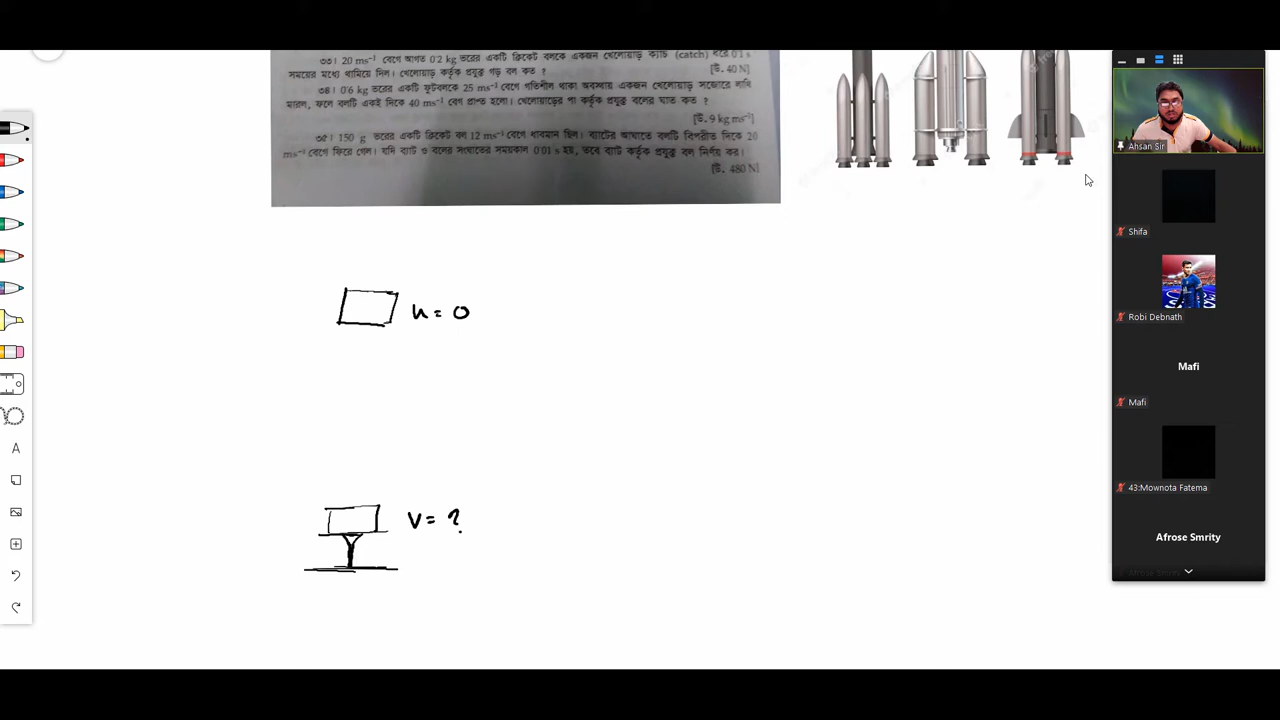 ৩৩। 20 ms⁻¹ বেগে আগত 0'2 kg ভরের একটি ক্রিকেট বলকে একজন খেলোয়াড় ক্যাচ (catch) ধরে 0'1 s
সময়ের মধ্যে থামিয়ে দিল। খেলোয়াড় কর্তৃক প্রযুক্ত গড় বল কত ?
[উ. 40 N]
৩৪। 0'6 kg ভরের একটি ফুটবলকে 25 ms⁻¹ বেগে গতিশীল থাকা অবস্থায় একজন খেলোয়াড় সজোরে লাথি
মারল, ফলে বলটি একই দিকে 40 ms⁻¹ বেগ প্রাপ্ত হলো। খেলোয়াড়ের পা কর্তৃক প্রযুক্ত বলের ঘাত কত ?
[উ. 9 kg ms⁻¹]
৩৫। 150 g ভরের একটি ক্রিকেট বল 12 ms⁻¹ বেগে ধাবমান ছিল। ব্যাটের আঘাতে বলটি বিপরীত দিকে 20
ms⁻¹ বেগে ফিরে গেল। যদি ব্যাট ও বলের সংঘাতের সময়কাল 0'01 s হয়, তবে ব্যাট কর্তৃক প্রযুক্ত বল নির্ণয় কর।
[উ. 480 N]
u = 0
v = ?
A
Ahsan Sir
Shifa
Robi Debnath
Mafi
Mafi
43:Mownota Fatema
Afrose Smrity